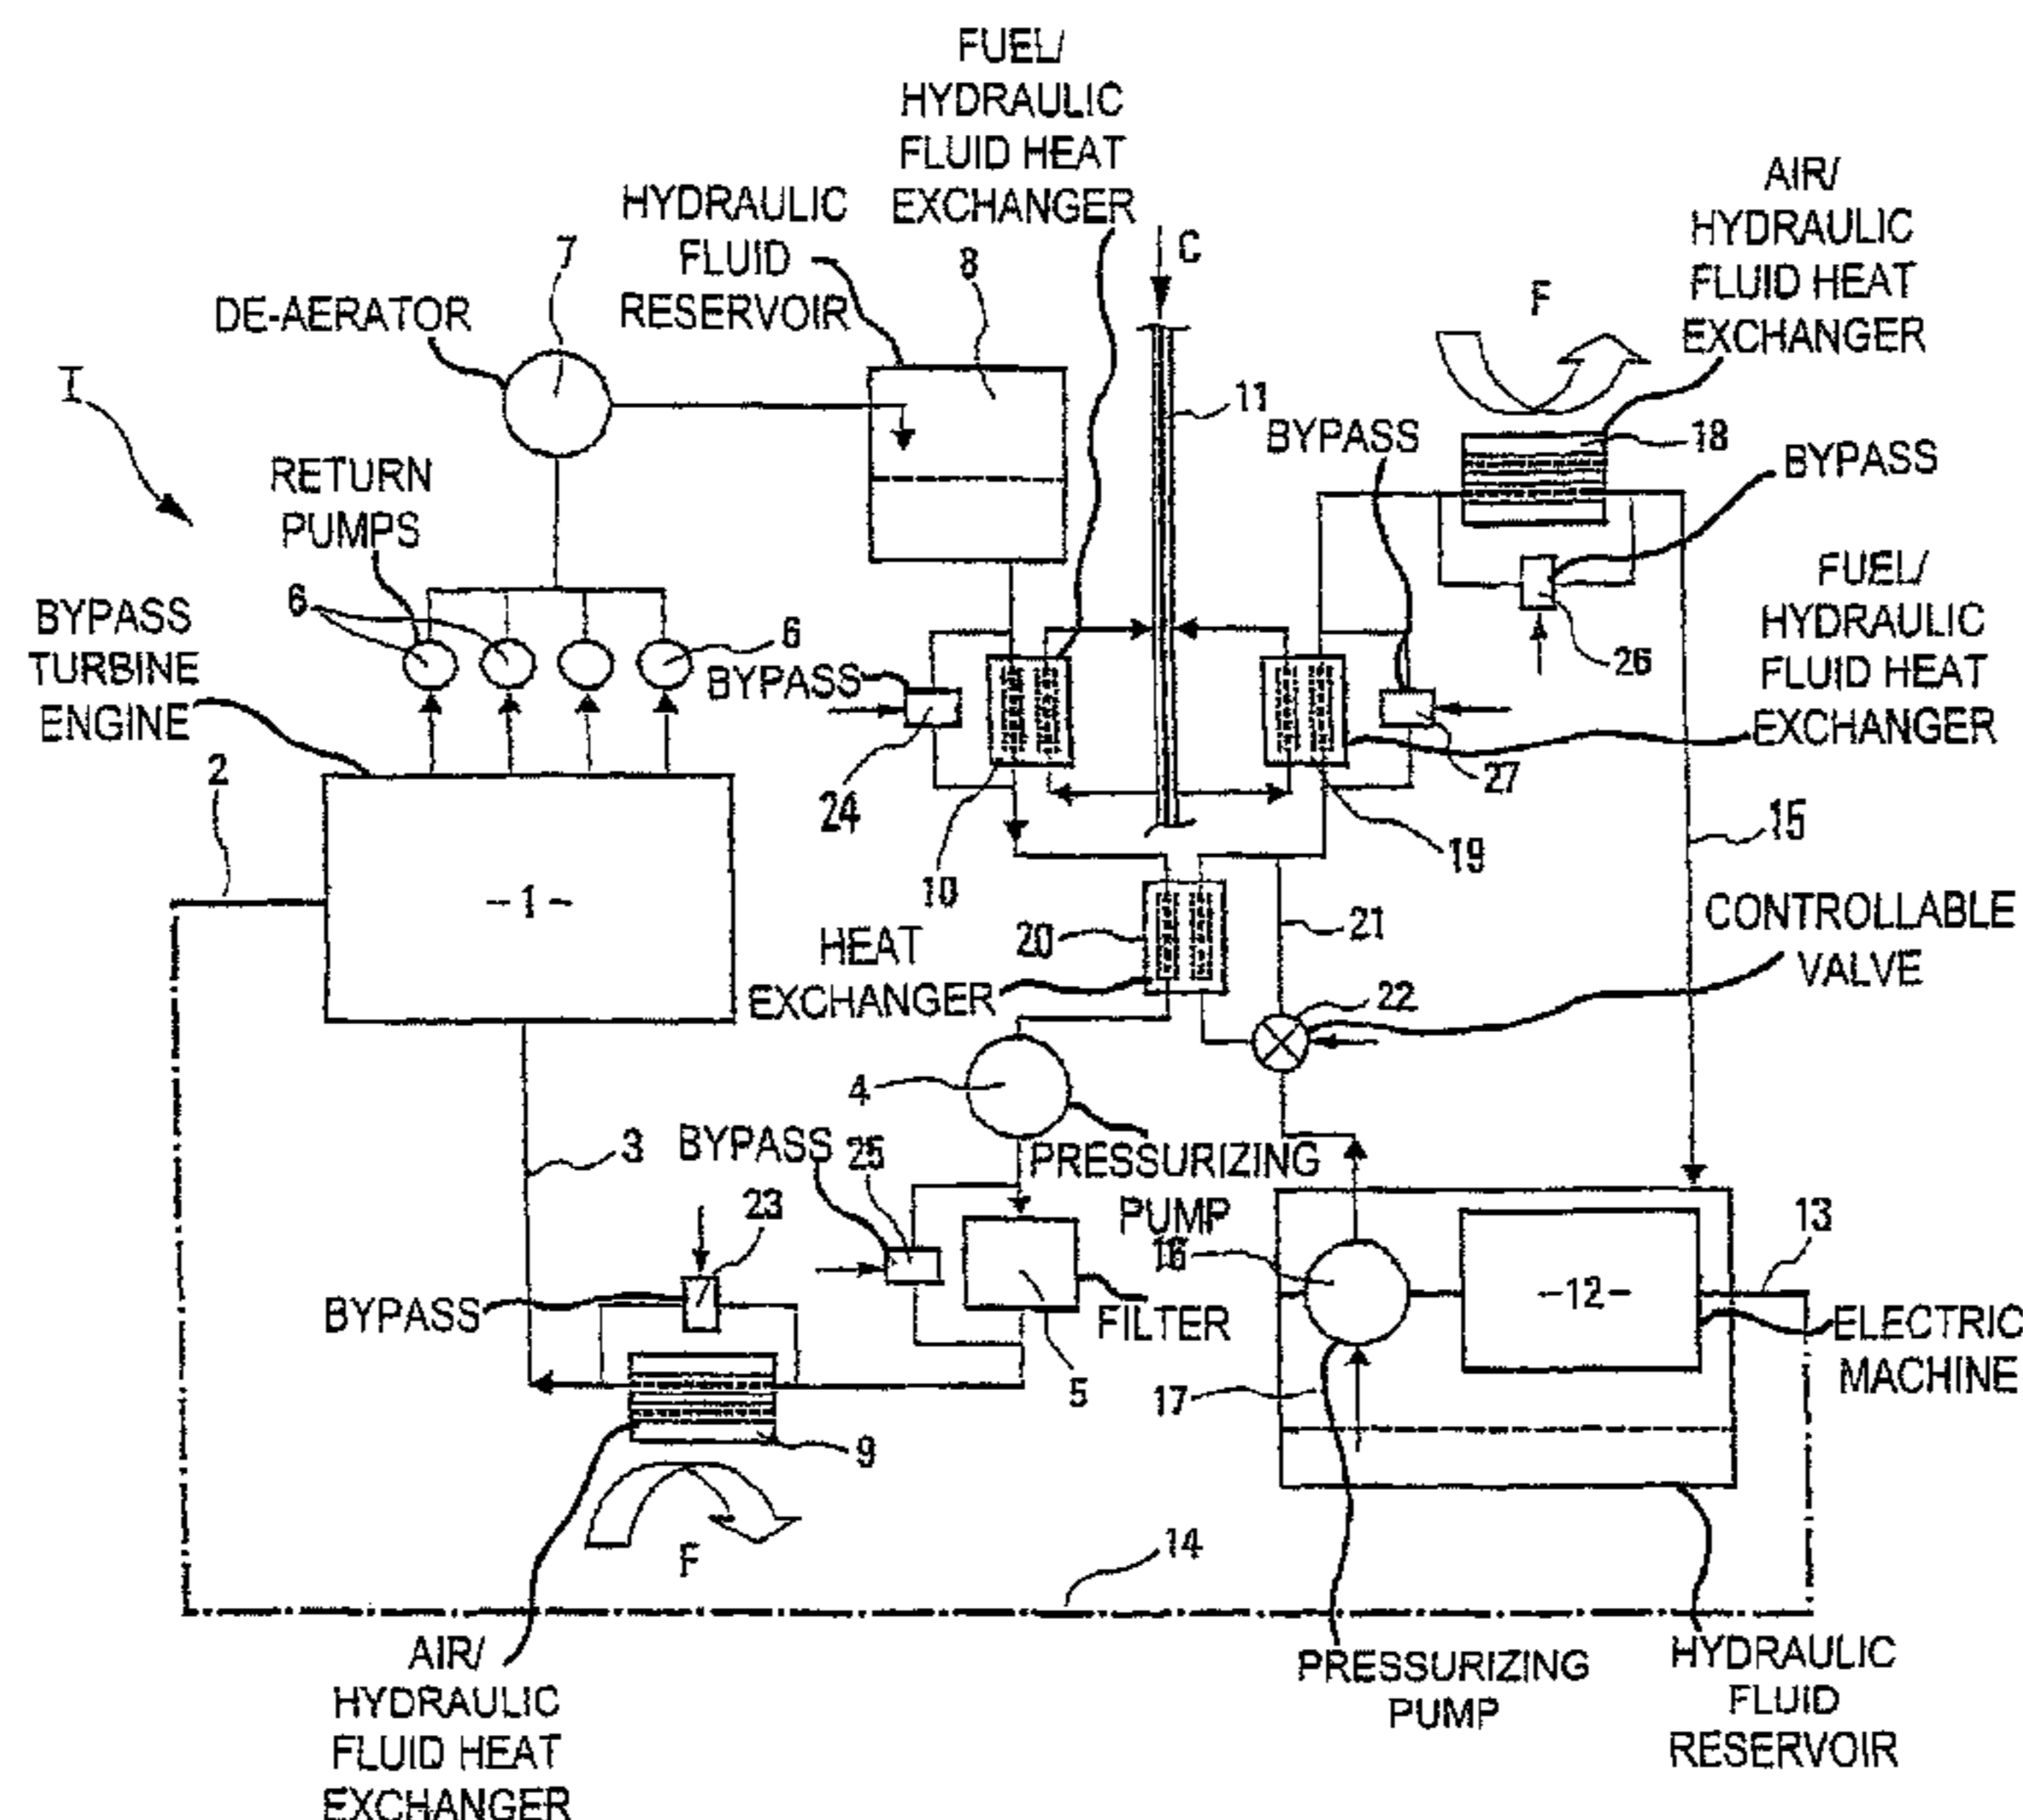 FUEL/
HYDRAULIC
FLUID HEAT
EXCHANGER
AIR/
HYDRAULIC
FLUID HEAT
EXCHANGER
HYDRAULIC
FLUID
RESERVOIR
7
8
C
F
DE-AERATOR
I
11
BYPASS
18
BYPASS
RETURN
PUMPS
6
6
BYPASS
TURBINE
ENGINE
BYPASS
26
FUEL/
HYDRAULIC
FLUID HEAT
EXCHANGER
2
24
10
27
19
15
-1-
20
21
HEAT
EXCHANGER
CONTROLLABLE
VALVE
22
4
3
BYPASS
25
PRESSURIZING
PUMP
23
16
13
BYPASS
-12-
FILTER
ELECTRIC
MACHINE
5
17
9
F
14
AIR/
HYDRAULIC
FLUID HEAT
EXCHANGER
PRESSURIZING
PUMP
HYDRAULIC
FLUID
RESERVOIR